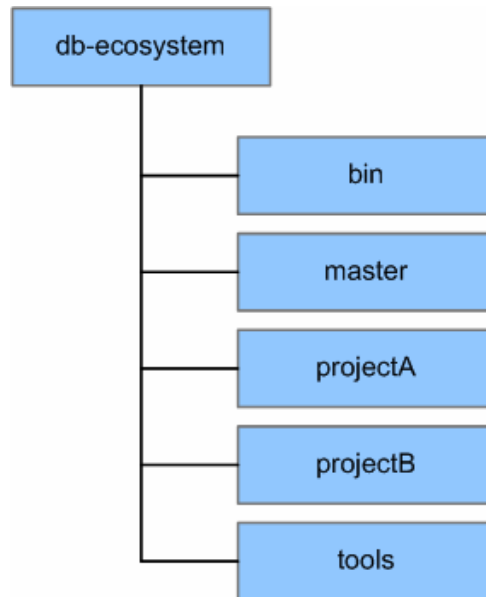 db-ecosystem
bin
master
projectA
projectB
tools